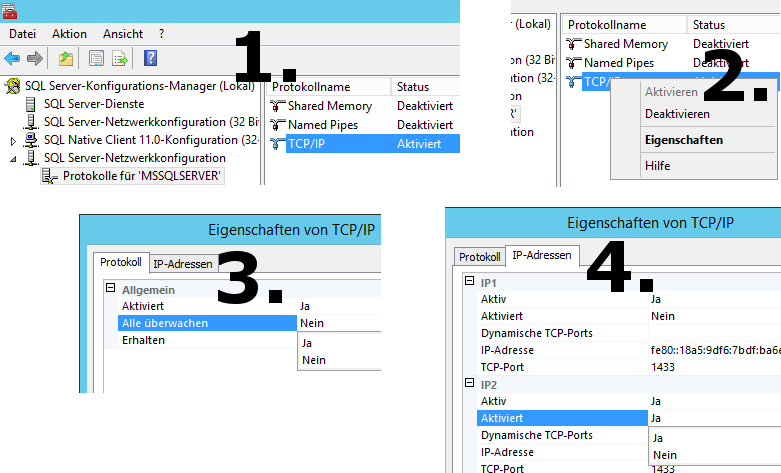 1.
Datei Aktion Ansicht ?
SQL Server-Konfigurations-Manager (Lokal)
SQL Server-Dienste
SQL Server-Netzwerkkonfiguration (32 Bit
SQL Native Client 11.0-Konfiguration (32-
SQL Server-Netzwerkkonfiguration
Protokolle für 'MSSQLSERVER'
Protokollname Status
Shared Memory Deaktiviert
Named Pipes Deaktiviert
TCP/IP Aktiviert
2.
(Lokal)
on (32 Bit
tion (32-
on
R'
ation
Protokollname Status
Shared Memory Deaktiviert
Named Pipes Deaktiviert
Aktivieren
Deaktivieren
Eigenschaften
Hilfe
3.
Eigenschaften von TCP/IP
Protokoll IP-Adressen
Allgemein
Aktiviert Ja
Alle überwachen Nein
Erhalten
Ja
Nein
4.
Eigenschaften von TCP/IP
Protokoll IP-Adressen
IP1
Aktiv Ja
Aktiviert Nein
Dynamische TCP-Ports
IP-Adresse fe80::18a5:9df6:7bdf:ba6e
TCP-Port 1433
IP2
Aktiv Ja
Aktiviert Ja
Dynamische TCP-Ports
IP-Adresse
TCP-Port 1433
Ja
Nein